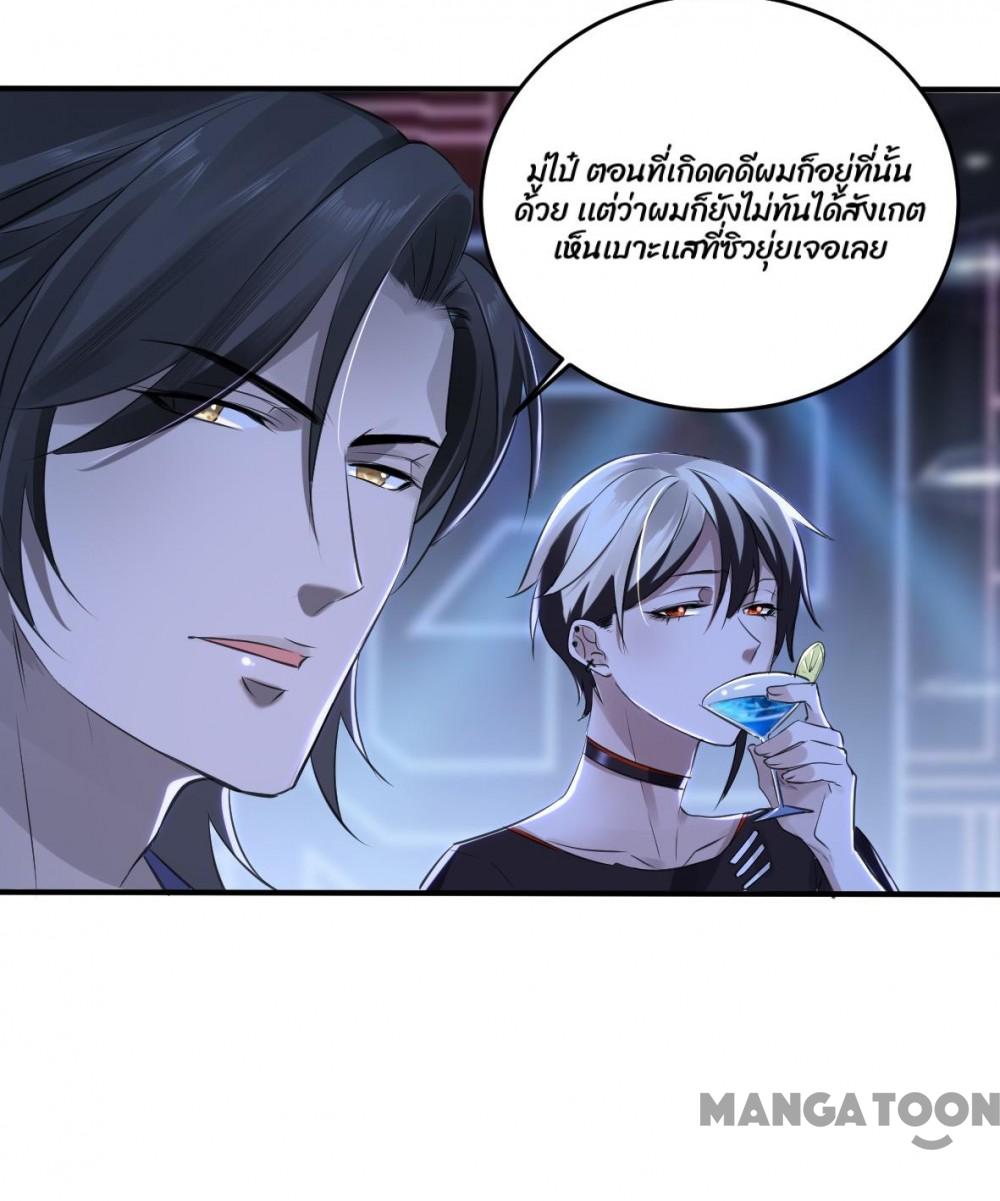 มู่ไป๋ ตอนที่เกิดคดีผมก็อยู่ที่นั้น
ด้วย แต่ว่าผมก็ยังไม่ทันได้สังเกต
เห็นเบาะแสที่ซิวยุ่ยเจอเลย
MANGATOON